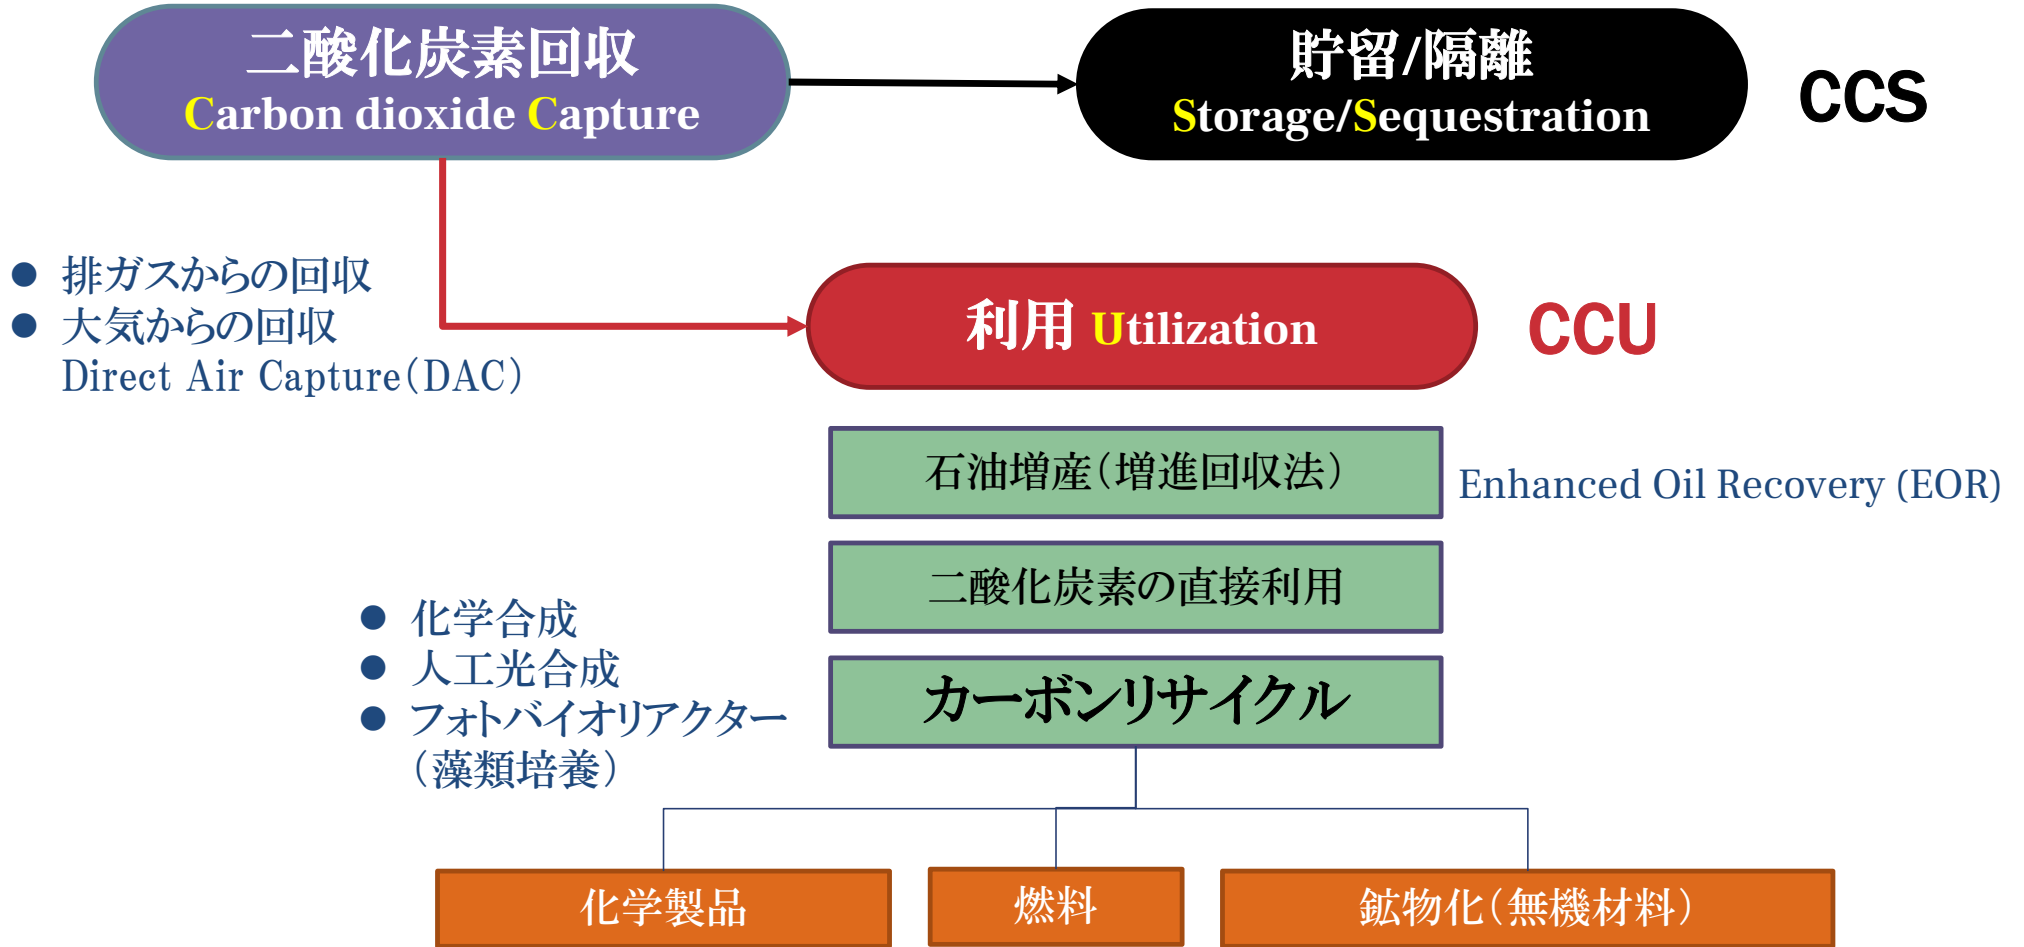 二酸化炭素回収
Carbon dioxide Capture
貯留/隔離
Storage/Sequestration
CCS
● 排ガスからの回収
● 大気からの回収
Direct Air Capture(DAC)
利用 Utilization
CCU
石油増産(増進回収法)
Enhanced Oil Recovery (EOR)
二酸化炭素の直接利用
● 化学合成
● 人工光合成
● フォトバイオリアクター
(藻類培養)
カーボンリサイクル
化学製品
燃料
鉱物化(無機材料)